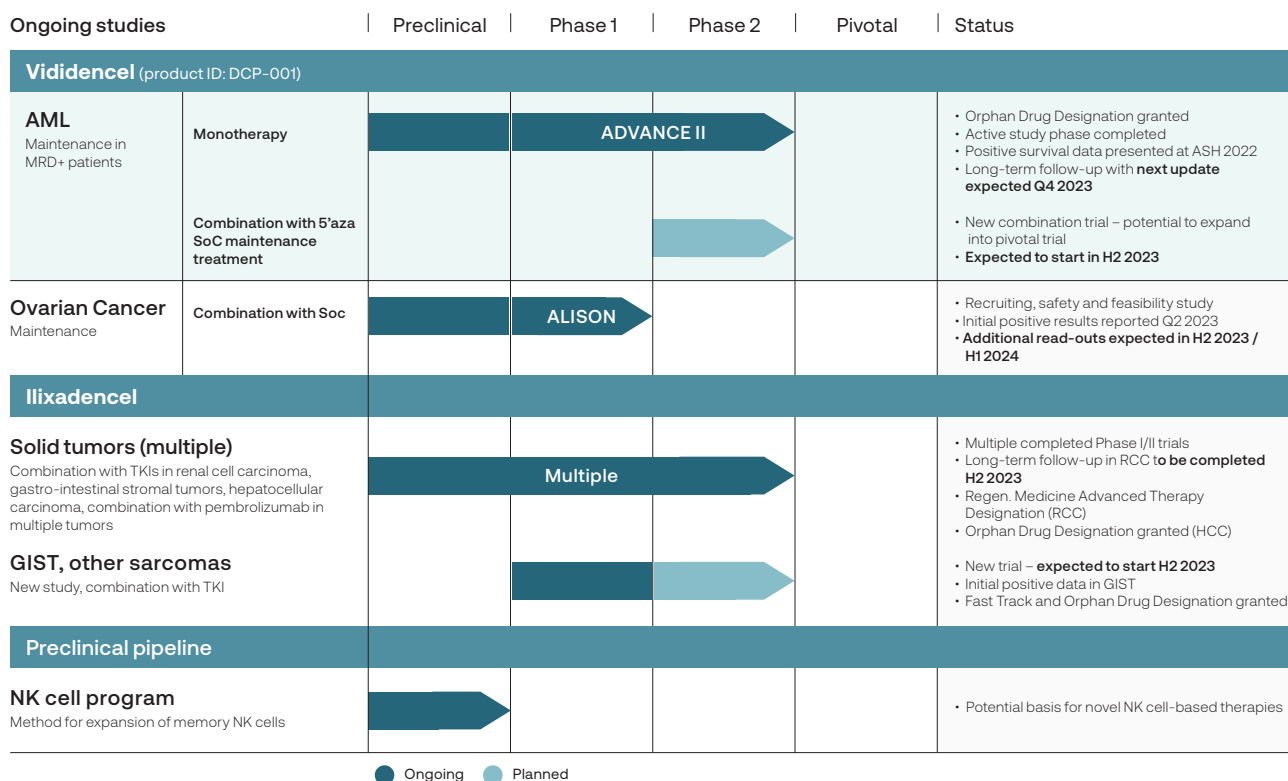 Ongoing studies
Preclinical
Phase 1
Phase 2
Pivotal
Status
Vididencel (product ID: DCP-001)
AML
Maintenance in
MRD+ patients
Monotherapy
ADVANCE II
• Orphan Drug Designation granted
• Active study phase completed
• Positive survival data presented at ASH 2022
• Long-term follow-up with next update
expected Q4 2023
Combination with 5'aza
SoC maintenance
treatment
• New combination trial – potential to expand
into pivotal trial
• Expected to start in H2 2023
Ovarian Cancer
Maintenance
Combination with Soc
ALISON
• Recruiting, safety and feasibility study
• Initial positive results reported Q2 2023
• Additional read-outs expected in H2 2023 /
H1 2024
Ilixadencel
Solid tumors (multiple)
Combination with TKIs in renal cell carcinoma,
gastro-intestinal stromal tumors, hepatocellular
carcinoma, combination with pembrolizumab in
multiple tumors
Multiple
• Multiple completed Phase I/II trials
• Long-term follow-up in RCC to be completed
H2 2023
• Regen. Medicine Advanced Therapy
Designation (RCC)
• Orphan Drug Designation granted (HCC)
GIST, other sarcomas
New study, combination with TKI
• New trial – expected to start H2 2023
• Initial positive data in GIST
• Fast Track and Orphan Drug Designation granted
Preclinical pipeline
NK cell program
Method for expansion of memory NK cells
• Potential basis for novel NK cell-based therapies
Ongoing
Planned